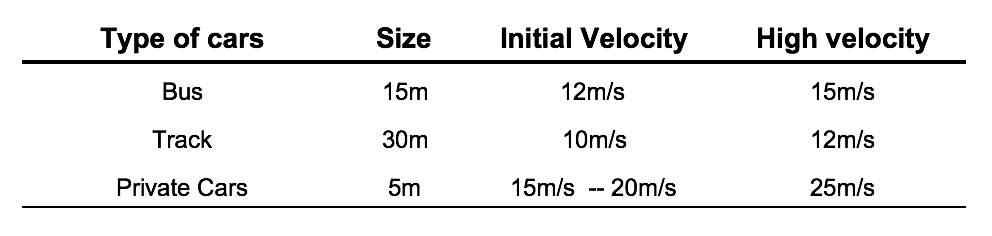 Type of cars Size Initial Velocity High velocity
Bus 15m 12m/s 15m/s
Track 30m 10m/s 12m/s
Private Cars 5m 15m/s -- 20m/s 25m/s